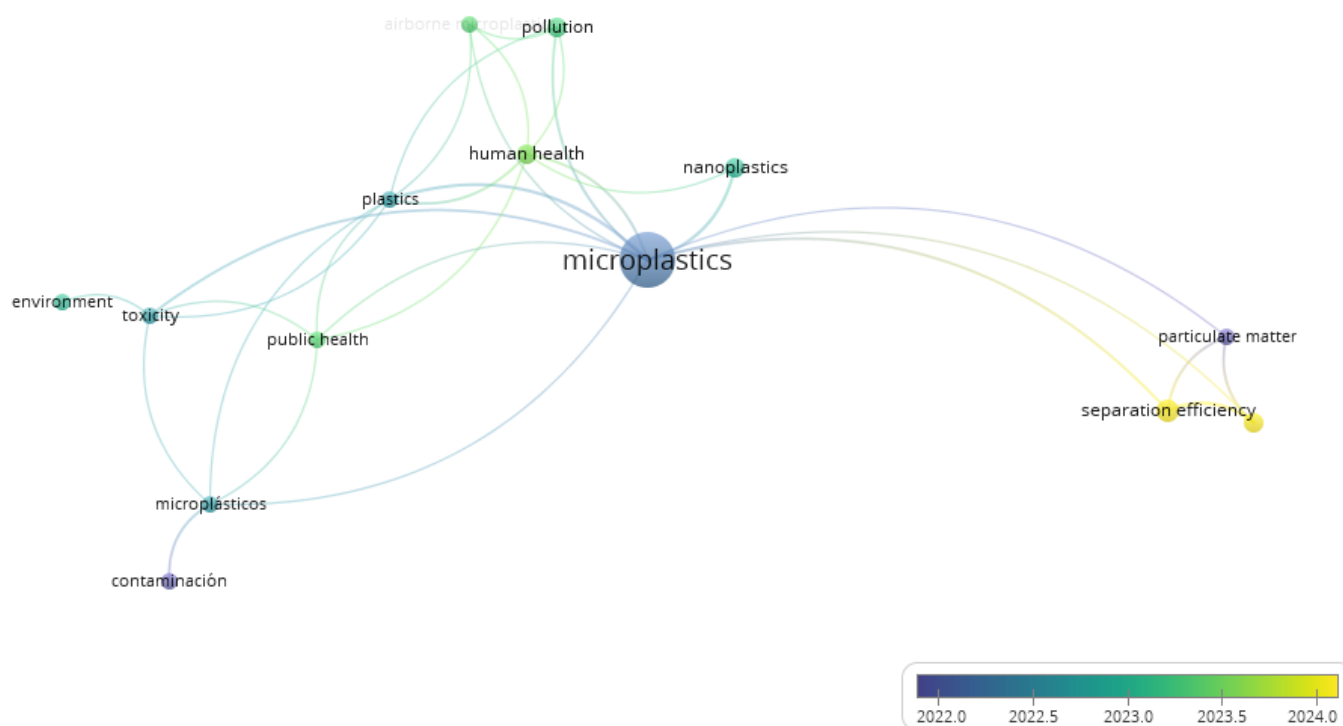 airborne
pollution
human health
nanoplastics
plastics
microplastics
environment
toxicity
public health
particulate matter
separation efficiency
microplásticos
contaminación
2022.0 2022.5 2023.0 2023.5 2024.0